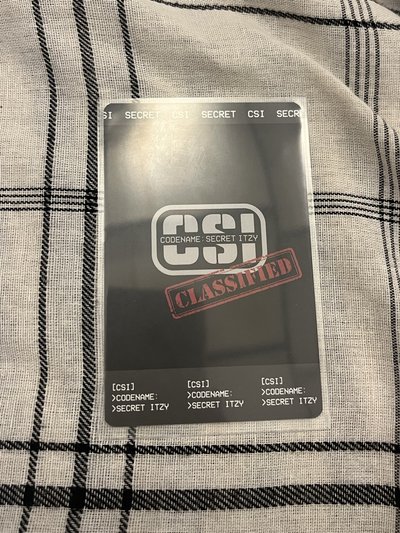 SI SECRET CSI SECRET CSI SECRE
CSI
CODENAME: SECRET ITZY
CLASSIFIED
[CSI] [CSI] [CSI]
>CODENAME: >CODENAME: >CODENAME:
>SECRET ITZY >SECRET ITZY >SECRET ITZY